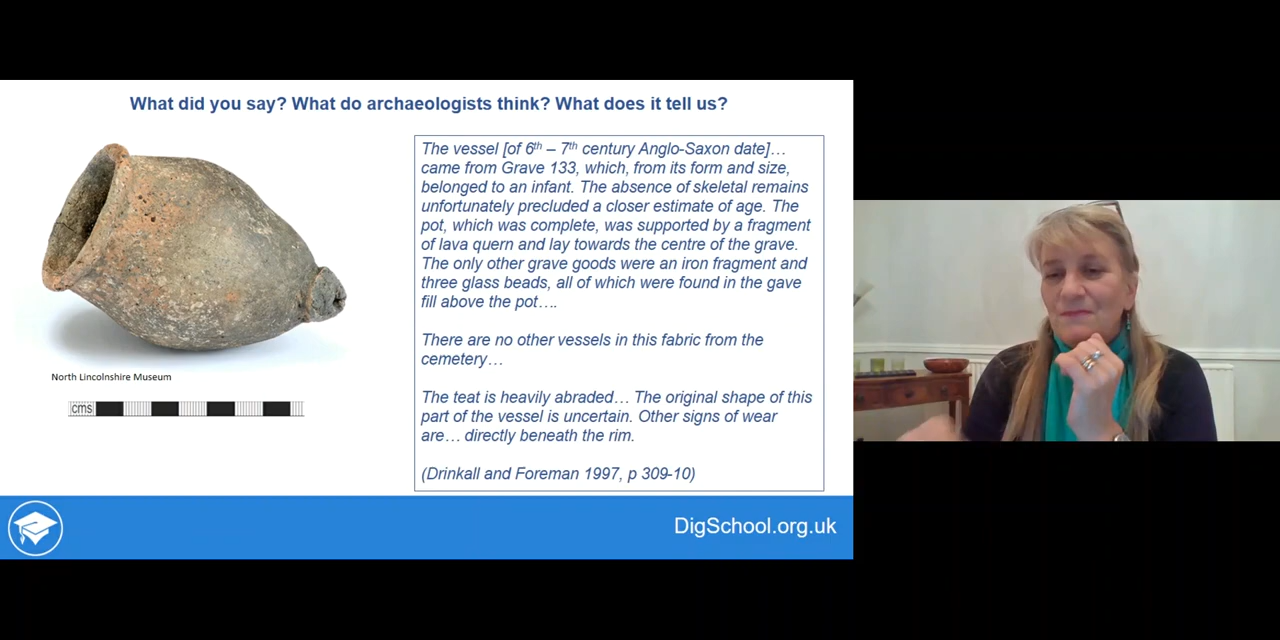 What did you say? What do archaeologists think? What does it tell us?
The vessel [of 6th – 7th century Anglo-Saxon date]…
came from Grave 133, which, from its form and size,
belonged to an infant. The absence of skeletal remains
unfortunately precluded a closer estimate of age. The
pot, which was complete, was supported by a fragment
of lava quern and lay towards the centre of the grave.
The only other grave goods were an iron fragment and
three glass beads, all of which were found in the gave
fill above the pot….
There are no other vessels in this fabric from the
cemetery…
The teat is heavily abraded… The original shape of this
part of the vessel is uncertain. Other signs of wear
are… directly beneath the rim.
(Drinkall and Foreman 1997, p 309-10)
North Lincolnshire Museum
cms
DigSchool.org.uk